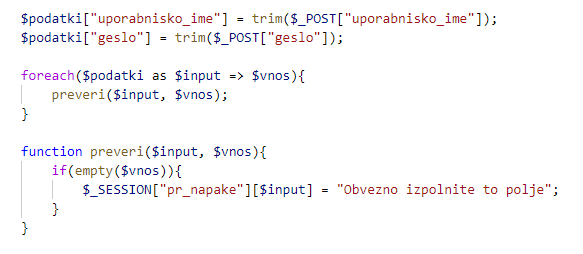 $podatki["uporabnisko_ime"] = trim($_POST["uporabnisko_ime"]);
$podatki["geslo"] = trim($_POST["geslo"]);
foreach($podatki as $input => $vnos){
preveri($input, $vnos);
}
function preveri($input, $vnos){
if(empty($vnos)){
$_SESSION["pr_napake"][$input] = "Obvezno izpolnite to polje";
}
}